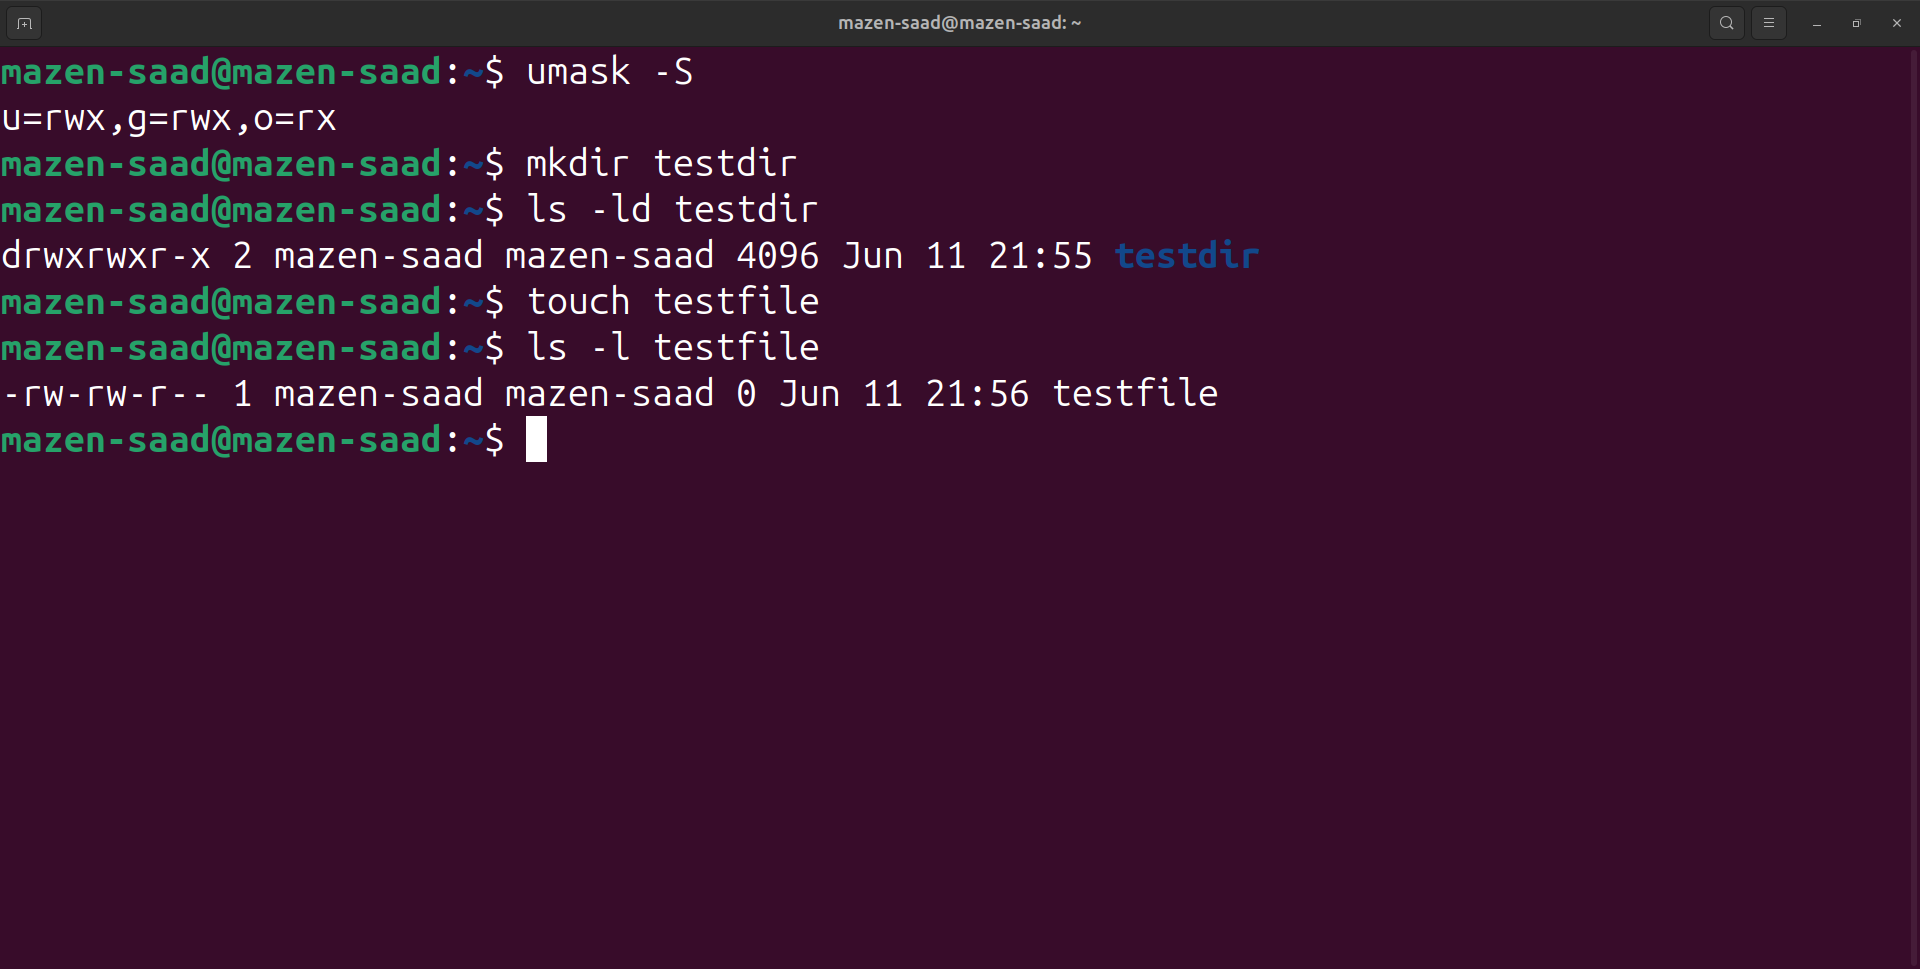 mazen-saad@mazen-saad: ~
mazen-saad@mazen-saad:~$ umask -S
u=rwx,g=rwx,o=rx
mazen-saad@mazen-saad:~$ mkdir testdir
mazen-saad@mazen-saad:~$ ls -ld testdir
drwxrwxr-x 2 mazen-saad mazen-saad 4096 Jun 11 21:55 testdir
mazen-saad@mazen-saad:~$ touch testfile
mazen-saad@mazen-saad:~$ ls -l testfile
-rw-rw-r-- 1 mazen-saad mazen-saad 0 Jun 11 21:56 testfile
mazen-saad@mazen-saad:~$